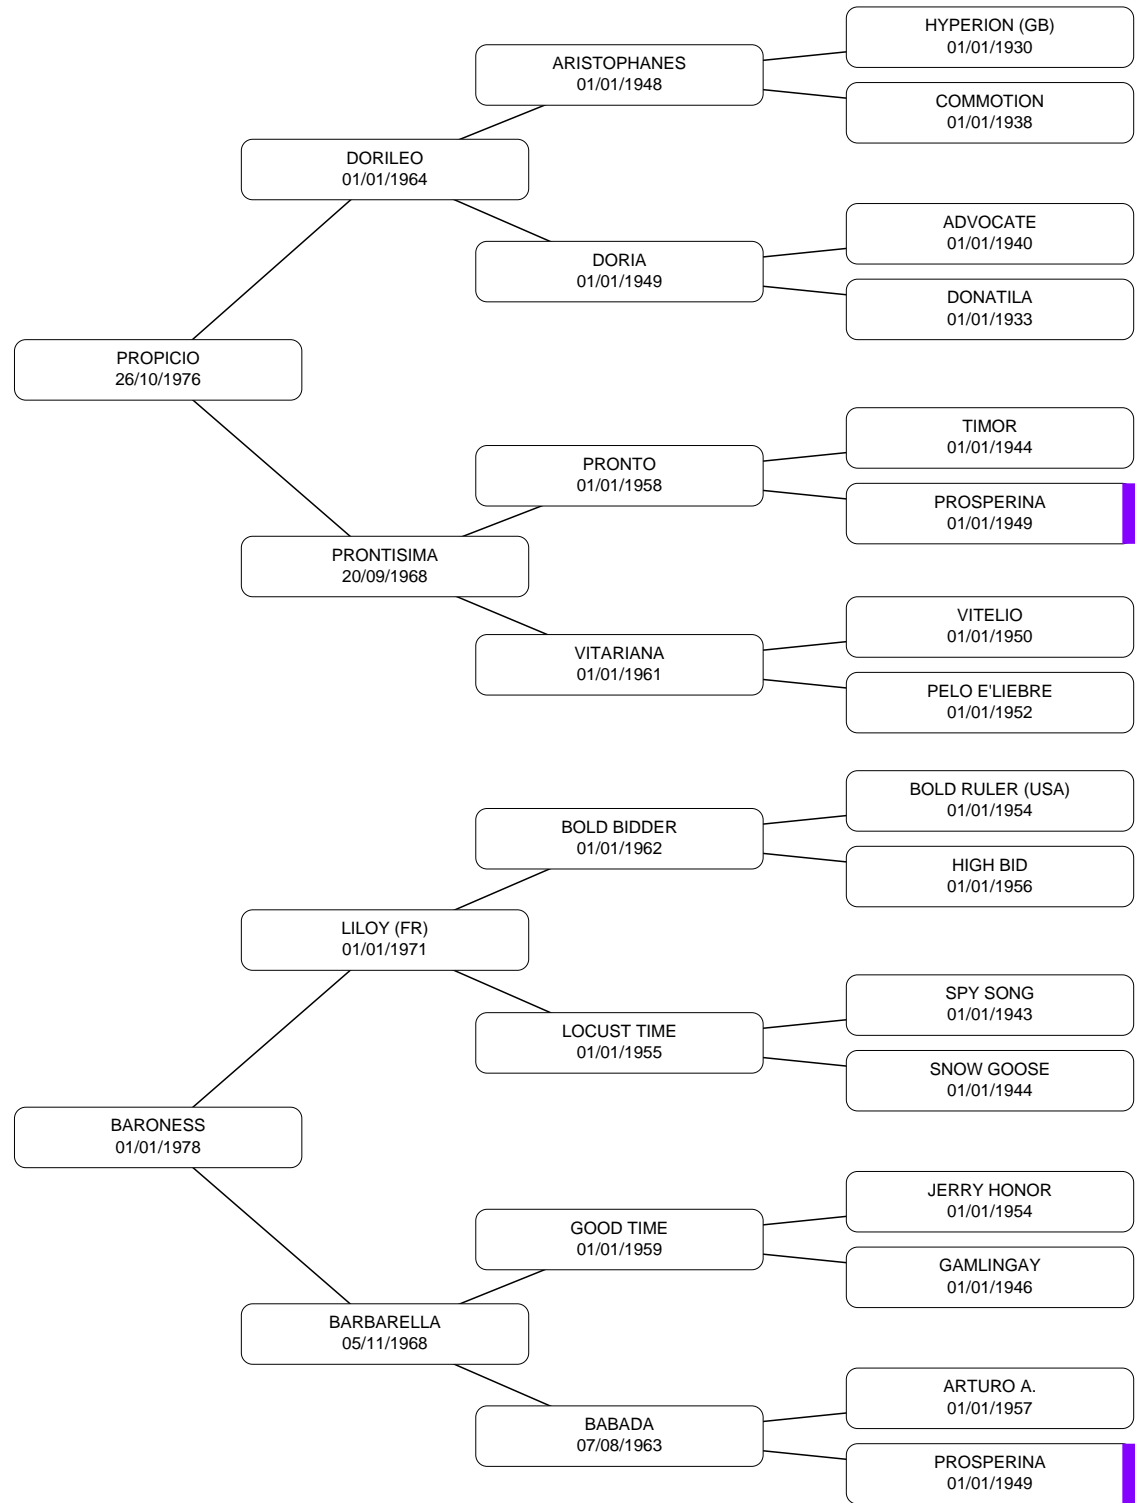 HYPERION (GB)
01/01/1930
ARISTOPHANES
01/01/1948
COMMOTION
01/01/1938
DORILEO
01/01/1964
ADVOCATE
01/01/1940
DORIA
01/01/1949
DONATILA
01/01/1933
PROPICIO
26/10/1976
TIMOR
01/01/1944
PRONTO
01/01/1958
PROSPERINA
01/01/1949
PRONTISIMA
20/09/1968
VITELIO
01/01/1950
VITARIANA
01/01/1961
PELO E'LIEBRE
01/01/1952
BOLD RULER (USA)
01/01/1954
BOLD BIDDER
01/01/1962
HIGH BID
01/01/1956
LILOY (FR)
01/01/1971
SPY SONG
01/01/1943
LOCUST TIME
01/01/1955
SNOW GOOSE
01/01/1944
BARONESS
01/01/1978
JERRY HONOR
01/01/1954
GOOD TIME
01/01/1959
GAMLINGAY
01/01/1946
BARBARELLA
05/11/1968
ARTURO A.
01/01/1957
BABADA
07/08/1963
PROSPERINA
01/01/1949